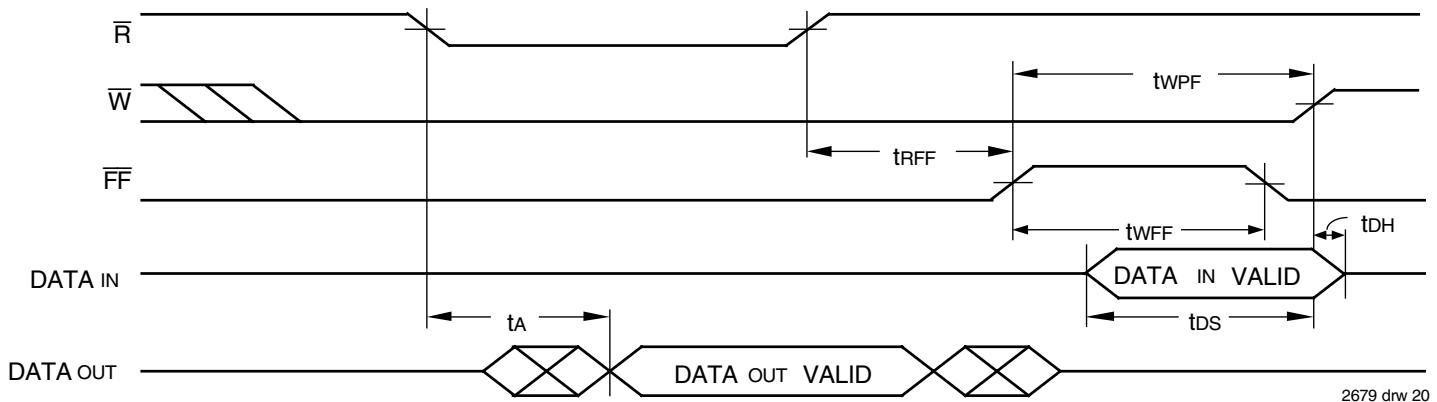 R̅
tWPF
W̅
tRFF
F̅F̅
tWFF
tDH
DATA IN
DATA IN VALID
tA
tDS
DATA OUT
DATA OUT VALID
2679 drw 20